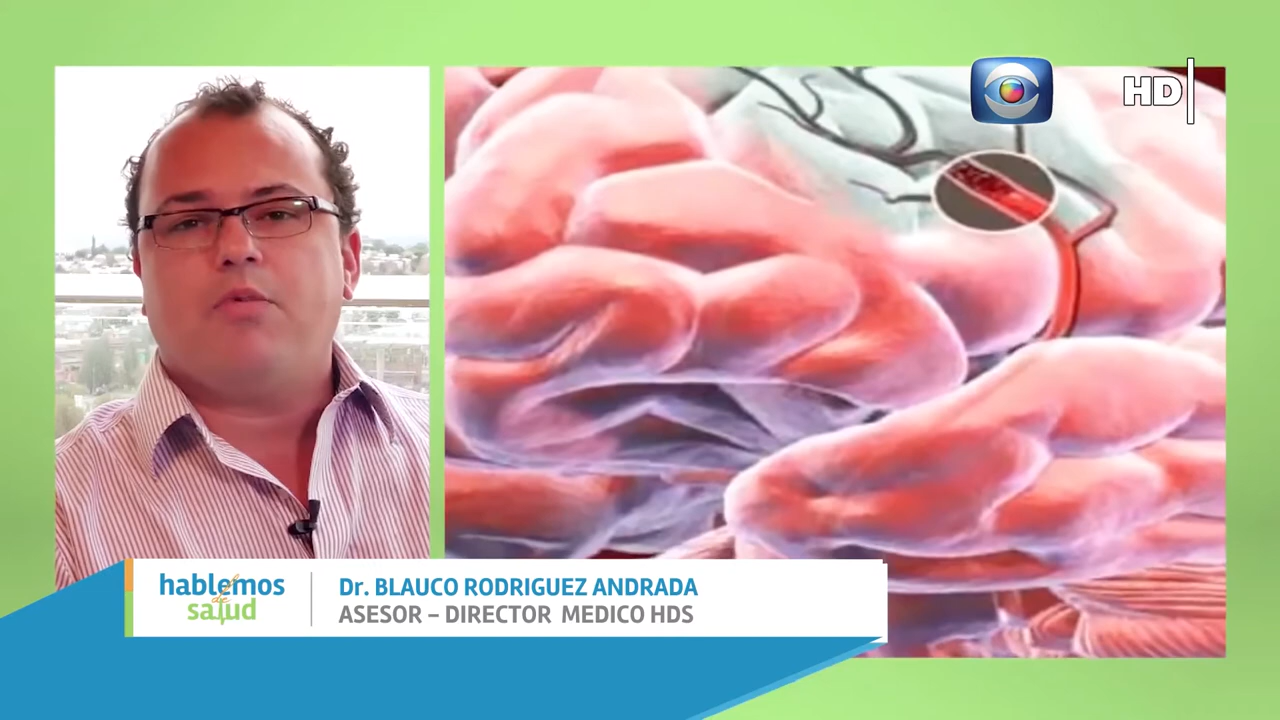 HD
hablemos
de
salud
Dr. BLAUCO RODRIGUEZ ANDRADA
ASESOR – DIRECTOR MEDICO HDS